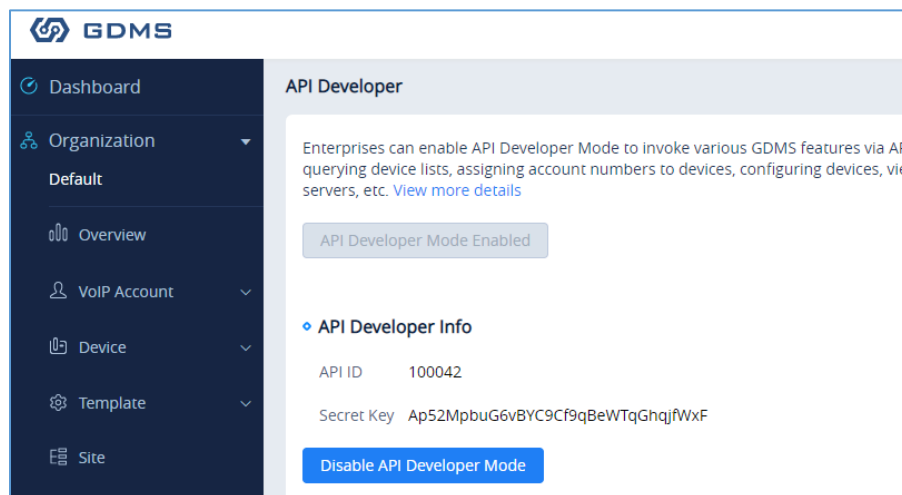 GDMS
Dashboard
Organization
Default
Overview
VoIP Account
Device
Template
Site
API Developer
Enterprises can enable API Developer Mode to invoke various GDMS features via
querying device lists, assigning account numbers to devices, configuring devices,
servers, etc. View more details
API Developer Mode Enabled
API Developer Info
API ID 100042
Secret Key Ap52MpbuG6vBYC9Cf9qBeWTqGhqjfWxF
Disable API Developer Mode